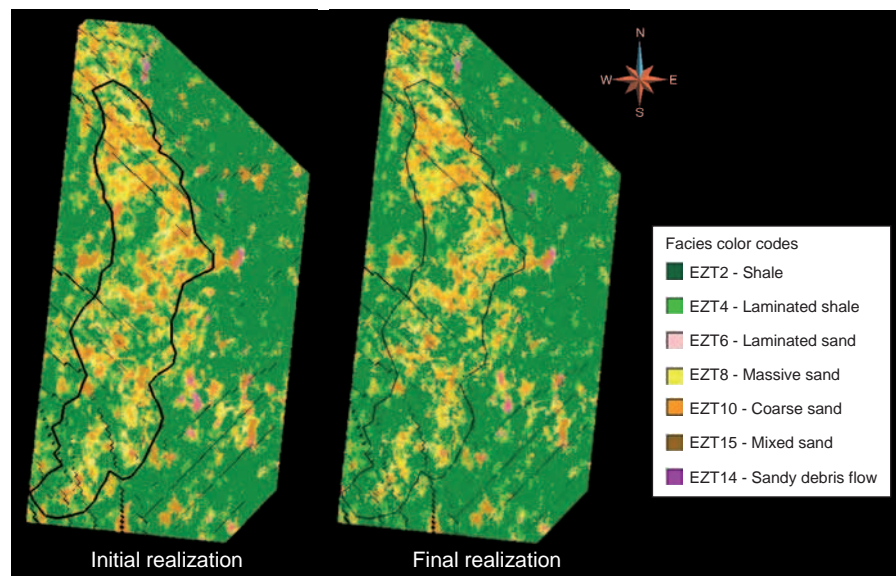 N
W E
S
Facies color codes
EZT2 - Shale
EZT4 - Laminated shale
EZT6 - Laminated sand
EZT8 - Massive sand
EZT10 - Coarse sand
EZT15 - Mixed sand
EZT14 - Sandy debris flow
Initial realization
Final realization